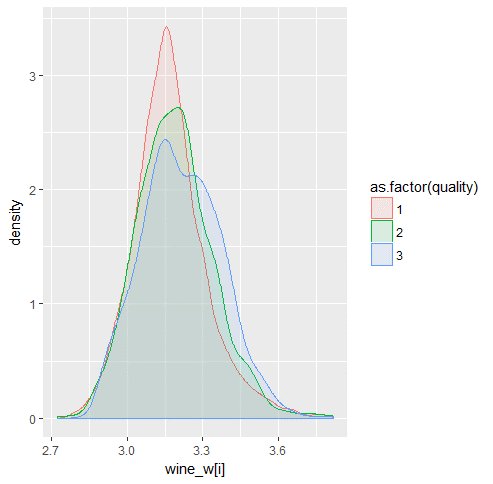 3
2
1
0
density
2.7 3.0 3.3 3.6
wine_w[i]
as.factor(quality)
1
2
3